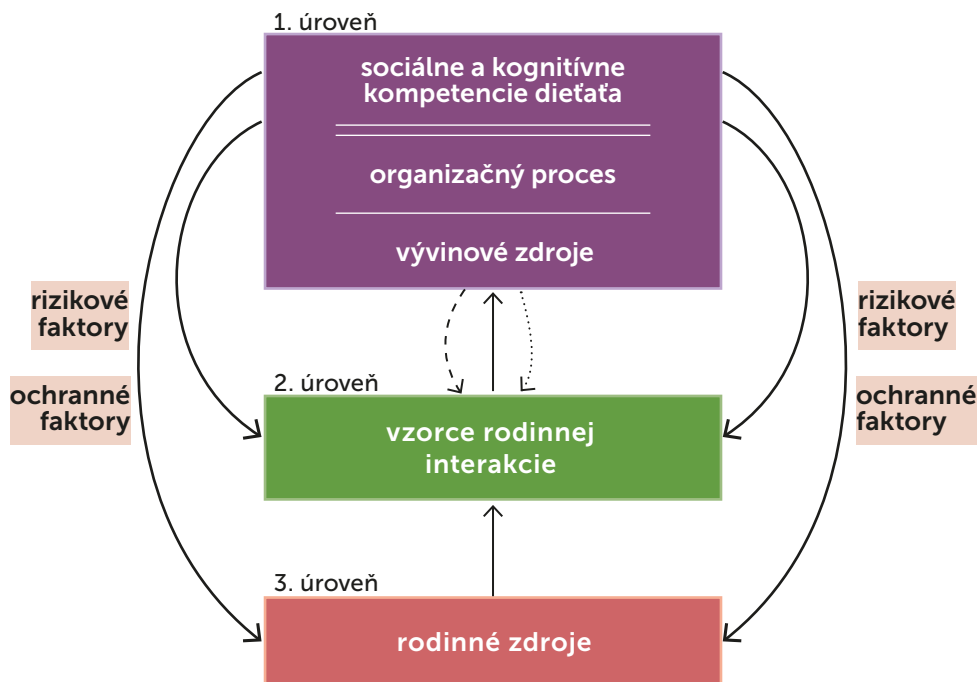 1. úroveň
sociálne a kognitívne
kompetencie dieťaťa
organizačný proces
vývinové zdroje
rizikové
faktory
ochranné
faktory
rizikové
faktory
ochranné
faktory
2. úroveň
vzorce rodinnej
interakcie
3. úroveň
rodinné zdroje